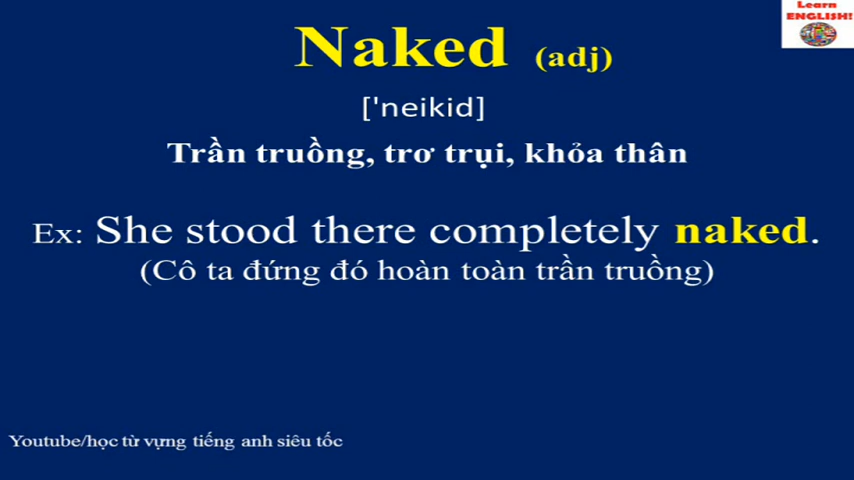 Learn
ENGLISH!
Naked (adj)
['neikid]
Trần truồng, trơ trụi, khỏa thân
Ex: She stood there completely naked.
(Cô ta đứng đó hoàn toàn trần truồng)
Youtube/học từ vựng tiếng anh siêu tốc